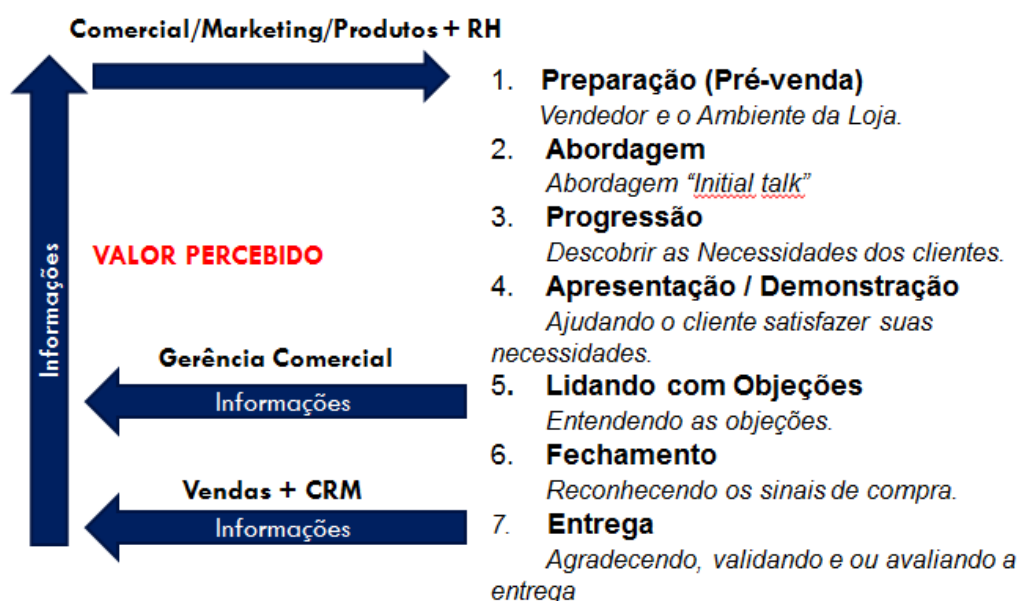 Comercial/Marketing/Produtos + RH
1. Preparação (Pré-venda)
Vendedor e o Ambiente da Loja.
2. Abordagem
Abordagem “Initial talk”
3. Progressão
Descobrir as Necessidades dos clientes.
4. Apresentação / Demonstração
Ajudando o cliente satisfazer suas
necessidades.
5. Lidando com Objeções
Entendendo as objeções.
6. Fechamento
Reconhecendo os sinais de compra.
7. Entrega
Agradecendo, validando e ou avaliando a
entrega
Informações
VALOR PERCEBIDO
Gerência Comercial
Informações
Vendas + CRM
Informações